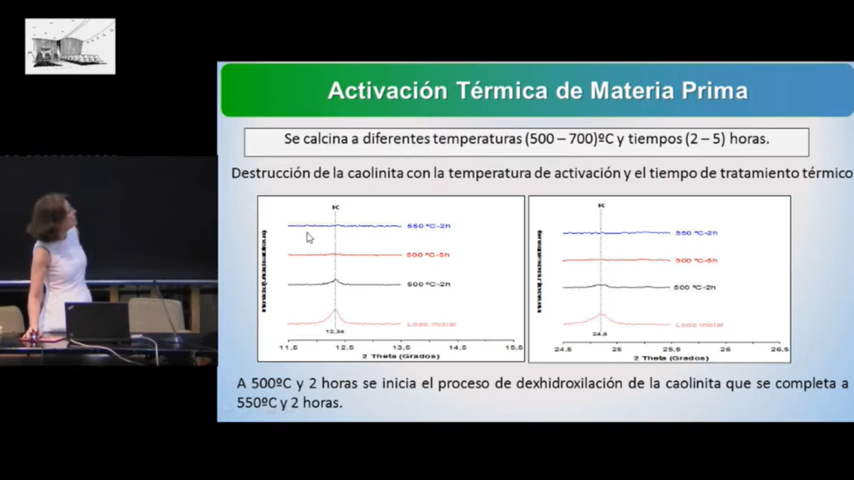 Activación Térmica de Materia Prima
Se calcina a diferentes temperaturas (500 – 700)ºC y tiempos (2 – 5) horas.
Destrucción de la caolinita con la temperatura de activación y el tiempo de tratamiento térmico
K
550 ºC-2h
500 ºC-5h
500 ºC-2h
Lodo Inicial
12,34
11,5 12,5 13,5 14,5 15,5
2 Theta (Grados)
K
550 ºC-2h
500 ºC-5h
500 ºC-2h
Lodo Inicial
24,5 25 25,5 26 26,5
2 Theta (Grados)
A 500ºC y 2 horas se inicia el proceso de dexhidroxilación de la caolinita que se completa a
550ºC y 2 horas.